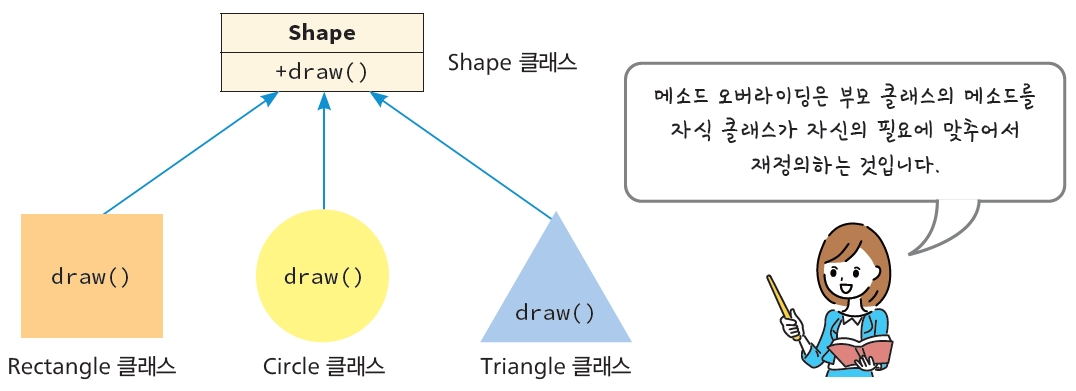 Shape
+draw()
Shape 클래스
메소드 오버라이딩은 부모 클래스의 메소드를
자식 클래스가 자신의 필요에 맞추어서
재정의하는 것입니다.
draw()
draw()
draw()
Rectangle 클래스
Circle 클래스
Triangle 클래스